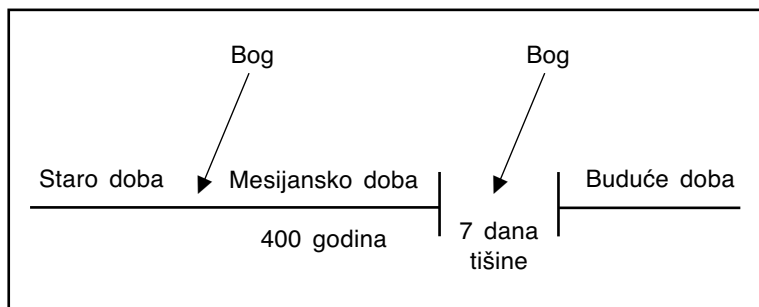 Bog Bog
Staro doba Mesijansko doba Buduće doba
400 godina
7 dana
tišine